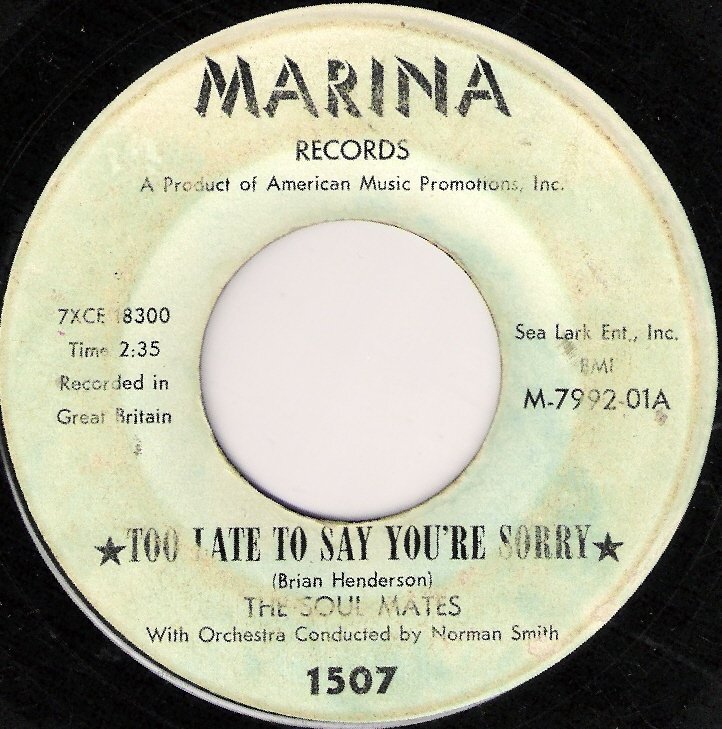 MARINA
RECORDS
A Product of American Music Promotions, Inc.
7XCE 18300
Time 2:35
Recorded in
Great Britain
Sea Lark Ent., Inc.
BMI
M-7992-01A
★TOO LATE TO SAY YOU'RE SORRY★
(Brian Henderson)
THE SOUL MATES
With Orchestra Conducted by Norman Smith
1507